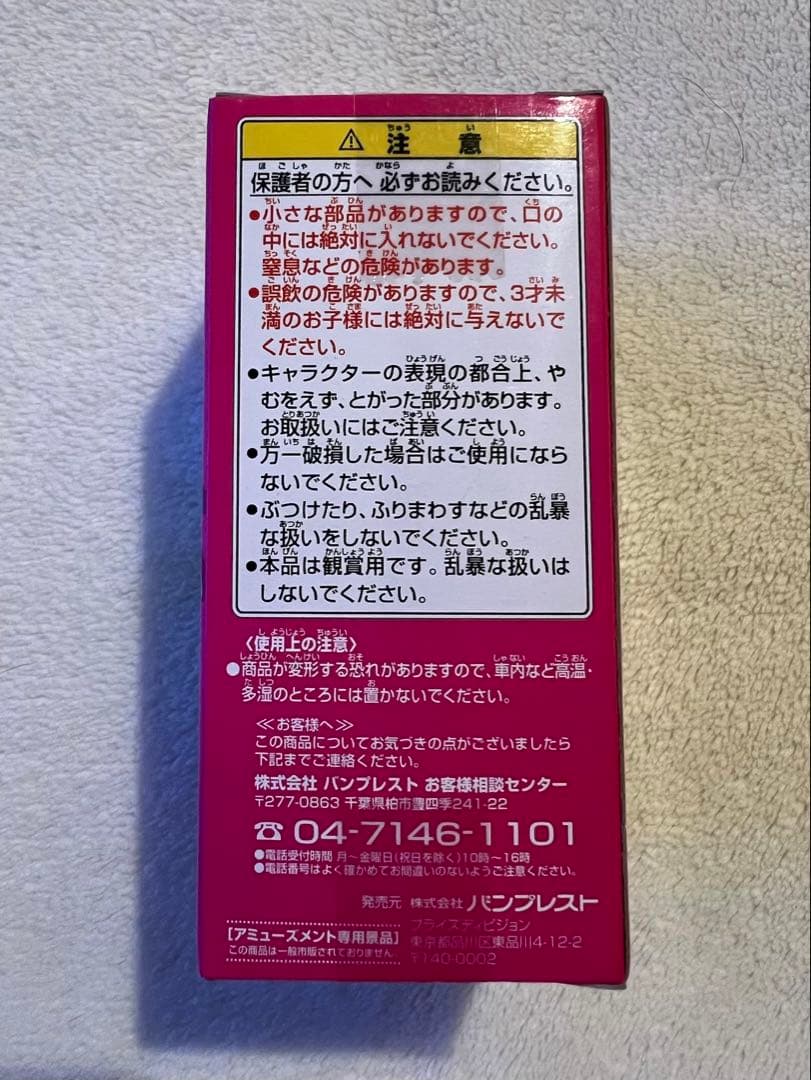 ⚠ 注意
保護者の方へ 必ずお読みください。
●小さな部品がありますので、口の
中には絶対に入れないでください。
窒息などの危険があります。
●誤飲の危険がありますので、3才未
満のお子様には絶対に与えないで
ください。
●キャラクターの表現の都合上、や
むをえず、とがった部分があります。
お取扱いにはご注意ください。
●万一破損した場合はご使用になら
ないでください。
●ぶつけたり、ふりまわすなどの乱暴
な扱いをしないでください。
●本品は観賞用です。乱暴な扱いは
しないでください。
〈使用上の注意〉
●商品が変形する恐れがありますので、車内など高温・
多湿のところには置かないでください。
≪お客様へ≫
この商品についてお気づきの点がございましたら
下記までご連絡ください。
株式会社 バンプレスト お客様相談センター
〒277-0863 千葉県柏市豊四季241-22
☎ 04-7146-1101
●電話受付時間 月～金曜日(祝日を除く)10時～16時
●電話番号はよく確かめてお間違いのないようご注意ください。
発売元 株式会社 バンプレスト
プライズディビジョン
東京都品川区東品川4-12-2
〒140-0002
[アミューズメント専用景品]
この商品は一般市販されておりません。